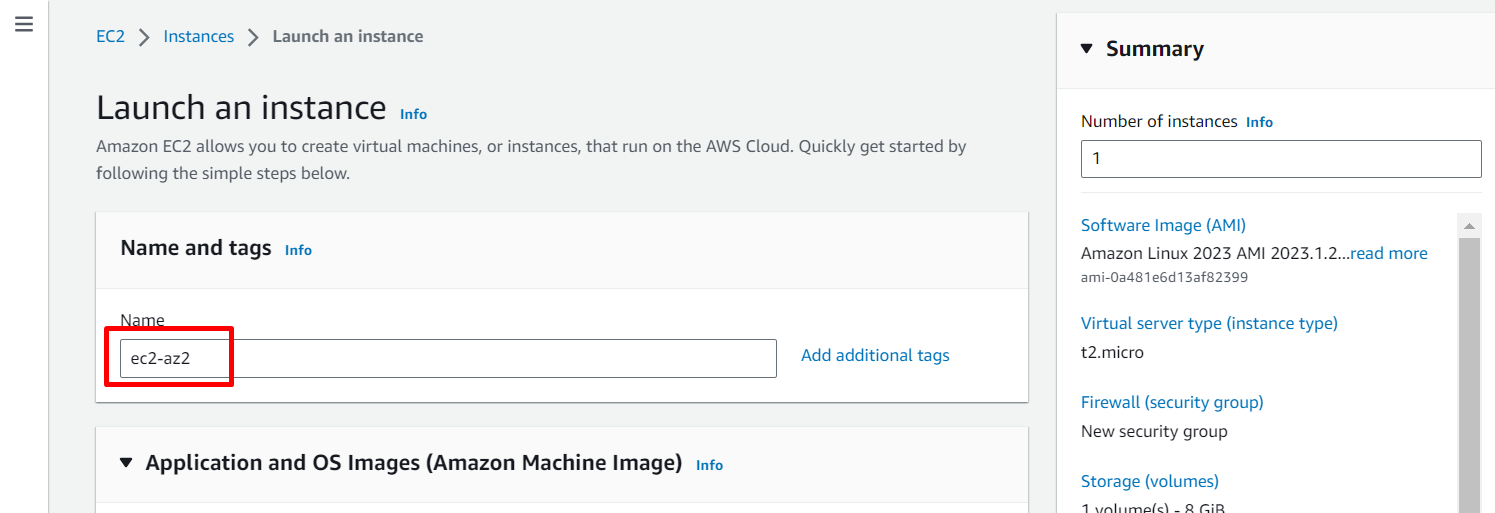 EC2 > Instances > Launch an instance
Launch an instance Info
Amazon EC2 allows you to create virtual machines, or instances, that run on the AWS Cloud. Quickly get started by
following the simple steps below.
Name and tags Info
Name
ec2-az2
Add additional tags
Application and OS Images (Amazon Machine Image) Info
Summary
Number of instances Info
1
Software Image (AMI)
Amazon Linux 2023 AMI 2023.1.2...read more
ami-0a481e6d13af82399
Virtual server type (instance type)
t2.micro
Firewall (security group)
New security group
Storage (volumes)
1 volume(s) - 8 GiB